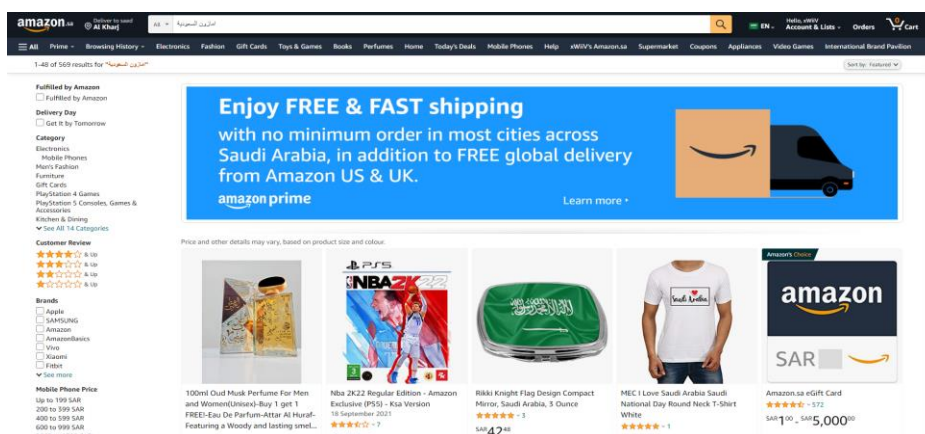 amazon.sa
Deliver to saad
Al Kharj
All
امازون السعودية
EN
Hello, xWiiV
Account & Lists
Orders
0
Cart
All
Prime
Browsing History
Electronics
Fashion
Gift Cards
Toys & Games
Books
Perfumes
Home
Today's Deals
Mobile Phones
Help
xWiiV's Amazon.sa
Supermarket
Coupons
Appliances
Video Games
International Brand Pavilion
1-48 of 569 results for "امازون السعودية"
Sort by: Featured
Fulfilled by Amazon
Fulfilled by Amazon
Delivery Day
Get It by Tomorrow
Category
Electronics
Mobile Phones
Men's Fashion
Furniture
Gift Cards
PlayStation 4 Games
PlayStation 5 Consoles, Games &
Accessories
Kitchen & Dining
See All 14 Categories
Customer Review
& Up
& Up
& Up
& Up
Brands
Apple
SAMSUNG
Amazon
AmazonBasics
Vivo
Xiaomi
Fitbit
See more
Mobile Phone Price
Up to 199 SAR
200 to 399 SAR
400 to 599 SAR
600 to 999 SAR
Enjoy FREE & FAST shipping
with no minimum order in most cities across
Saudi Arabia, in addition to FREE global delivery
from Amazon US & UK.
amazon prime
Learn more
Price and other details may vary, based on product size and colour.
PS5
NBA2K22
Saudi Arabia
Amazon's Choice
amazon
SAR
100ml Oud Musk Perfume For Men
and Women(Unisex)-Buy 1 get 1
FREE!-Eau De Parfum-Attar Al Huraf-
Featuring a Woody and lasting smel...
Nba 2K22 Regular Edition - Amazon
Exclusive (PS5) - Ksa Version
18 September 2021
7
Rikki Knight Flag Design Compact
Mirror, Saudi Arabia, 3 Ounce
3
SAR 42.48
MEC I Love Saudi Arabia Saudi
National Day Round Neck T-Shirt
White
1
Amazon.sa eGift Card
572
SAR 1.00 - SAR 5,000.00